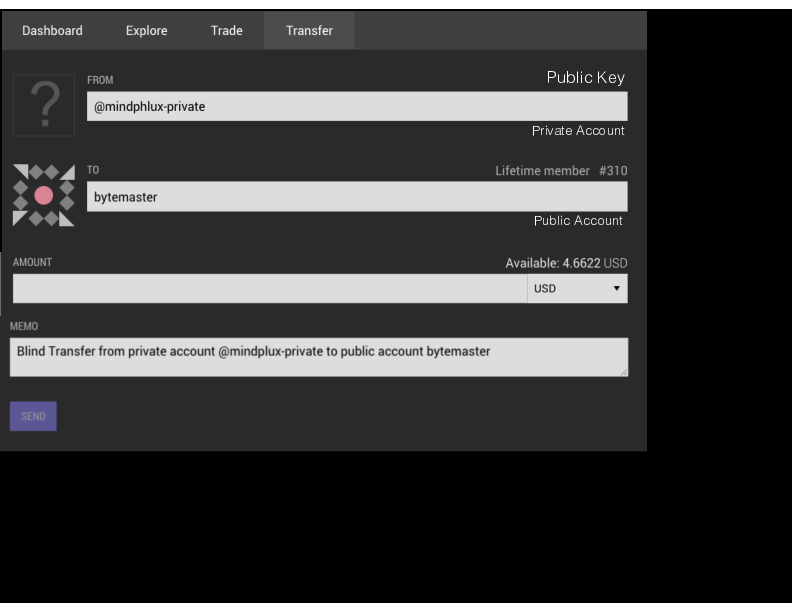 Dashboard Explore Trade Transfer
?
FROM Public Key
@mindphlux-private
Private Account
TO Lifetime member #310
bytemaster
Public Account
AMOUNT Available: 4.6622 USD
USD
MEMO
Blind Transfer from private account @mindplux-private to public account bytemaster
SEND